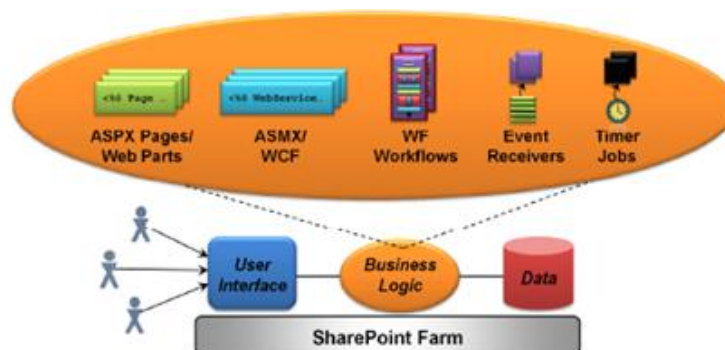 <%@ Page …
<%@ WebService…
ASPX Pages/
Web Parts
ASMX/
WCF
WF
Workflows
Event
Receivers
Timer
Jobs
User
Interface
Business
Logic
Data
SharePoint Farm